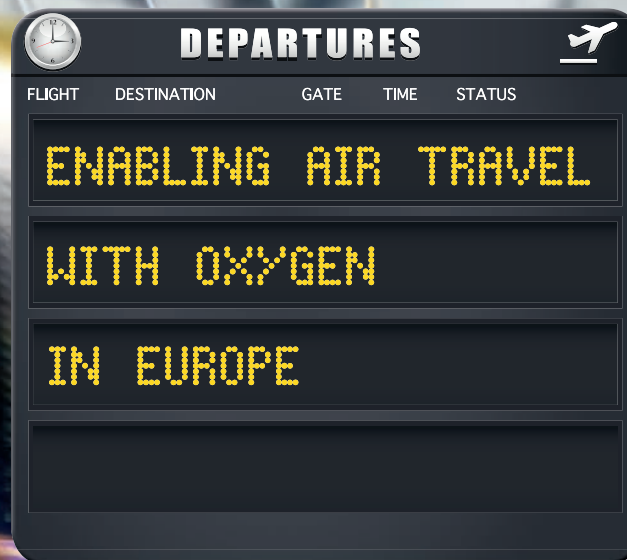 DEPARTURES
FLIGHT DESTINATION GATE TIME STATUS
ENABLING AIR TRAVEL
WITH OXYGEN
IN EUROPE